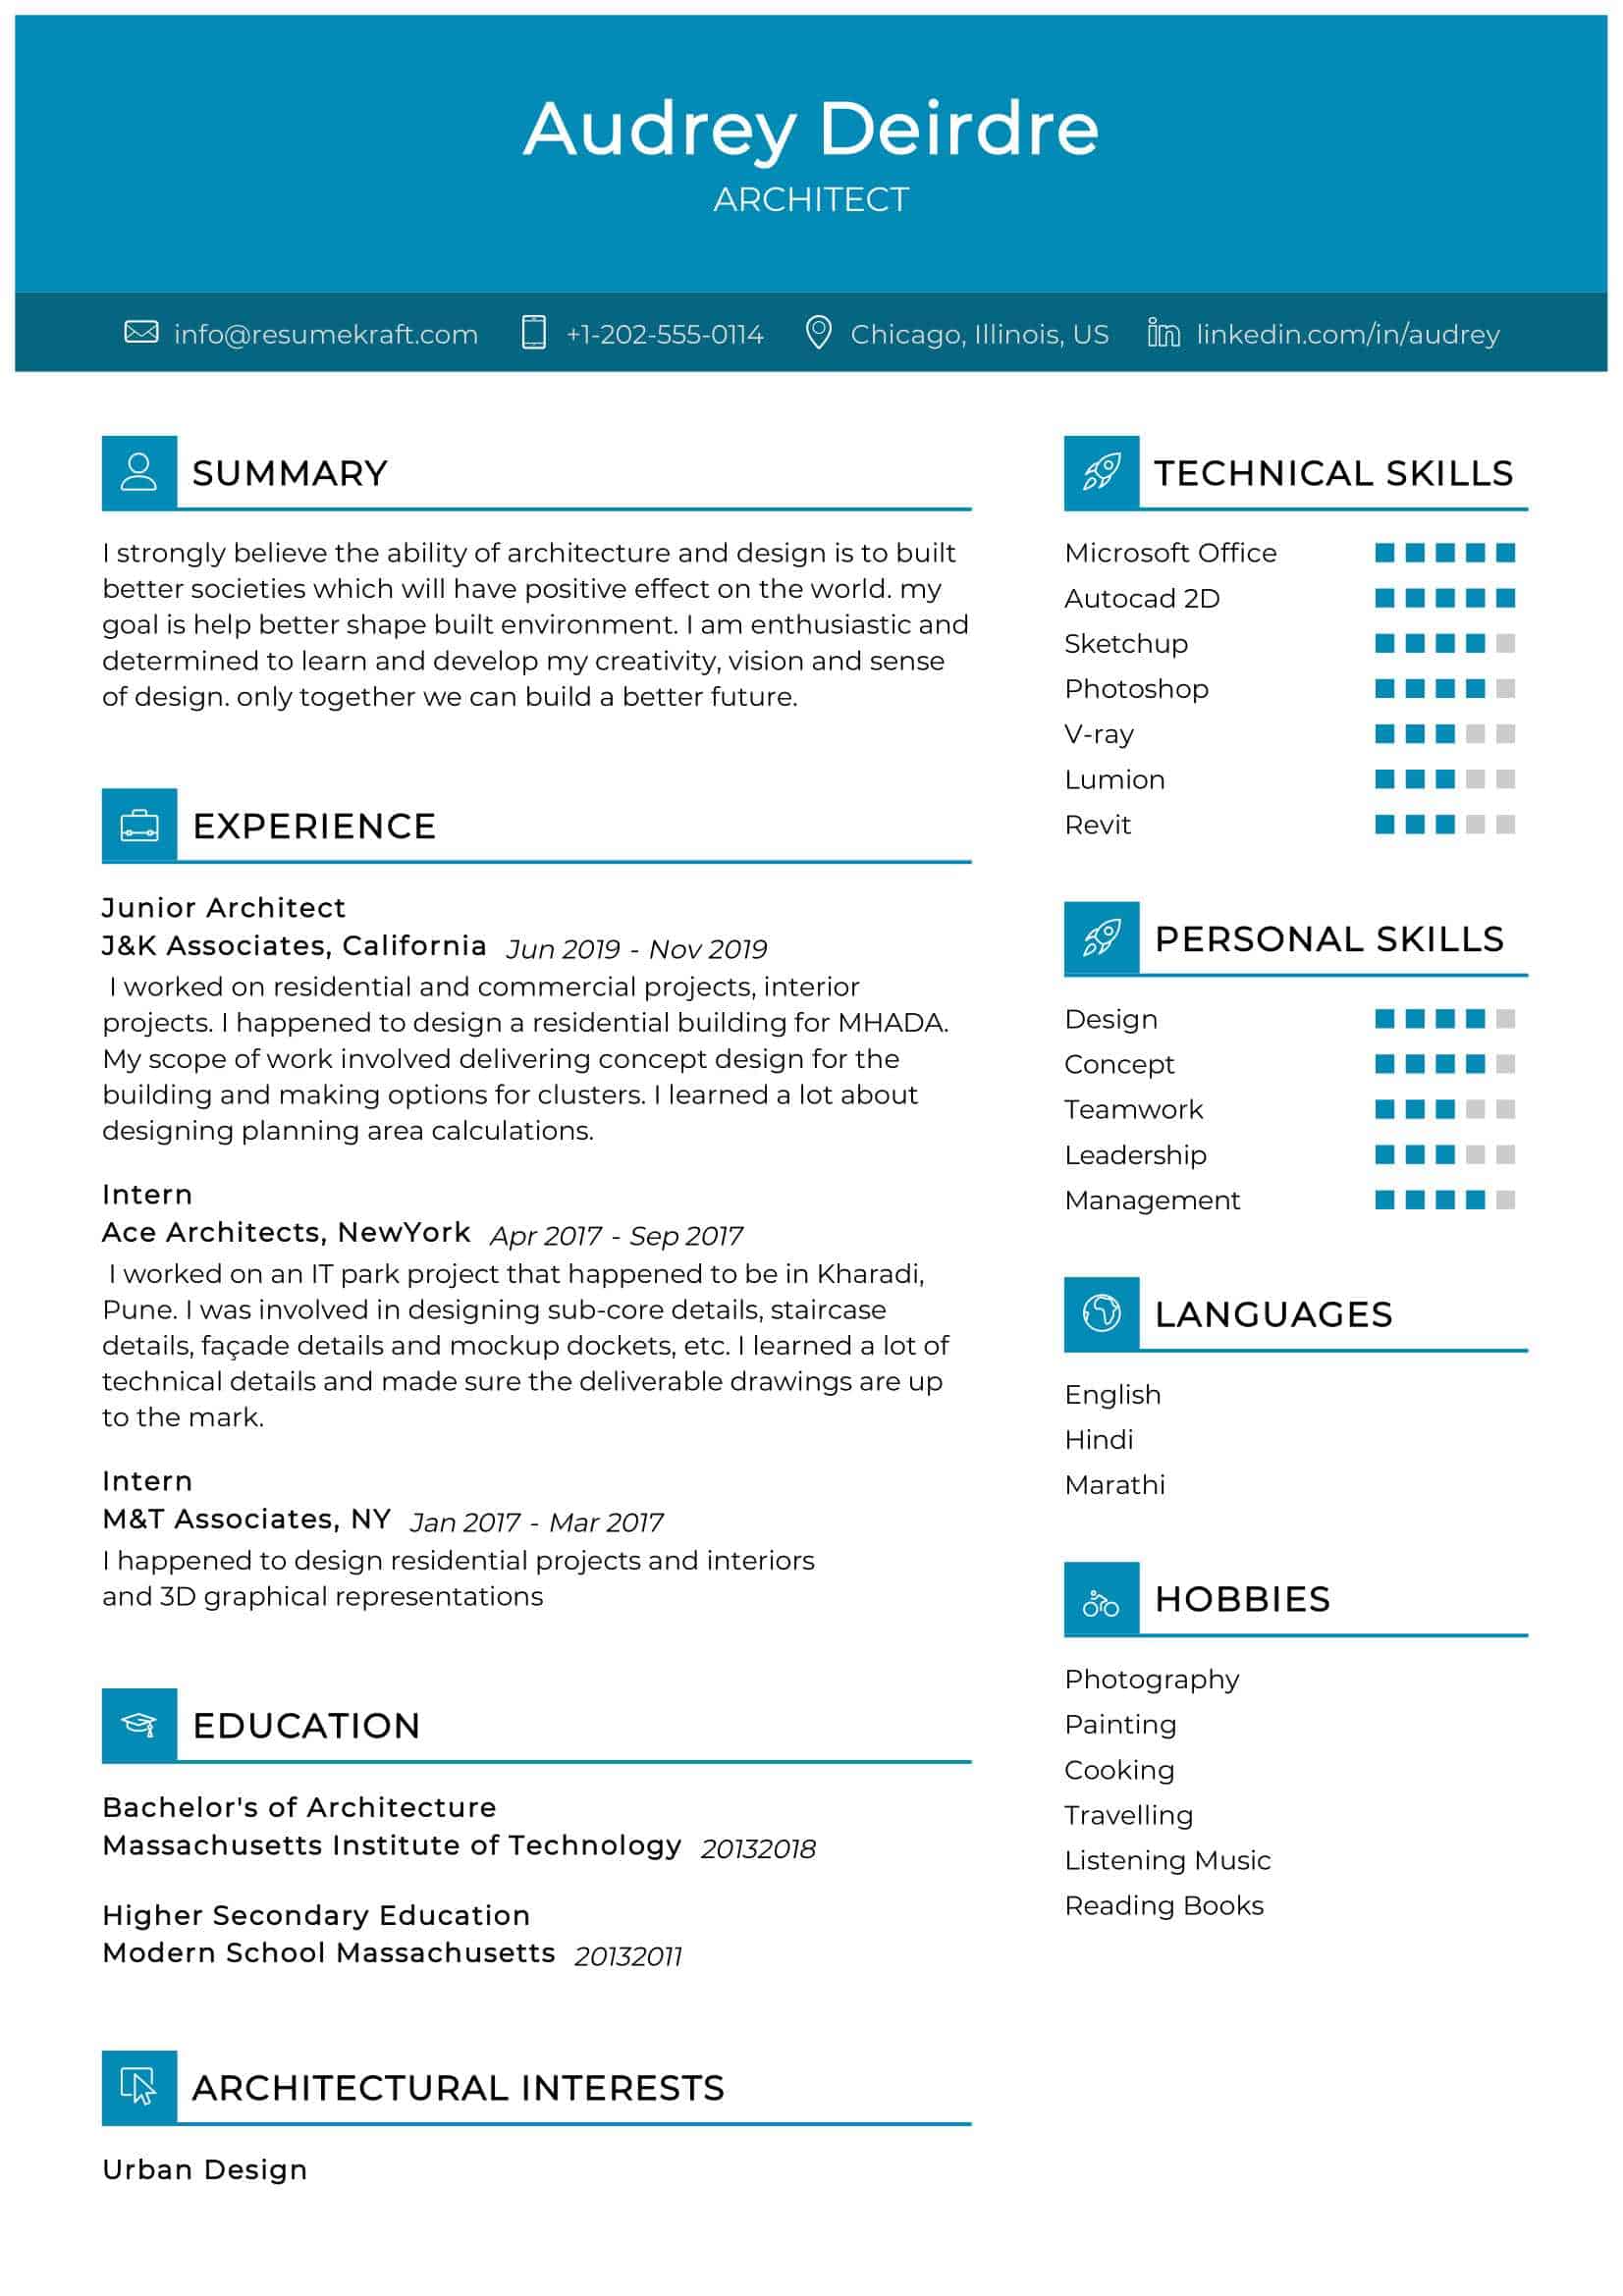 Audrey Deirdre
ARCHITECT
info@resumekraft.com +1-202-555-0114 Chicago, Illinois, US linkedin.com/in/audrey
SUMMARY
I strongly believe the ability of architecture and design is to built
better societies which will have positive effect on the world. my
goal is help better shape built environment. I am enthusiastic and
determined to learn and develop my creativity, vision and sense
of design. only together we can build a better future.
EXPERIENCE
Junior Architect
J&K Associates, California Jun 2019 - Nov 2019
I worked on residential and commercial projects, interior
projects. I happened to design a residential building for MHADA.
My scope of work involved delivering concept design for the
building and making options for clusters. I learned a lot about
designing planning area calculations.
Intern
Ace Architects, NewYork Apr 2017 - Sep 2017
I worked on an IT park project that happened to be in Kharadi,
Pune. I was involved in designing sub-core details, staircase
details, façade details and mockup dockets, etc. I learned a lot of
technical details and made sure the deliverable drawings are up
to the mark.
Intern
M&T Associates, NY Jan 2017 - Mar 2017
I happened to design residential projects and interiors
and 3D graphical representations
EDUCATION
Bachelor's of Architecture
Massachusetts Institute of Technology 20132018
Higher Secondary Education
Modern School Massachusetts 20132011
ARCHITECTURAL INTERESTS
Urban Design
TECHNICAL SKILLS
Microsoft Office
Autocad 2D
Sketchup
Photoshop
V-ray
Lumion
Revit
PERSONAL SKILLS
Design
Concept
Teamwork
Leadership
Management
LANGUAGES
English
Hindi
Marathi
HOBBIES
Photography
Painting
Cooking
Travelling
Listening Music
Reading Books